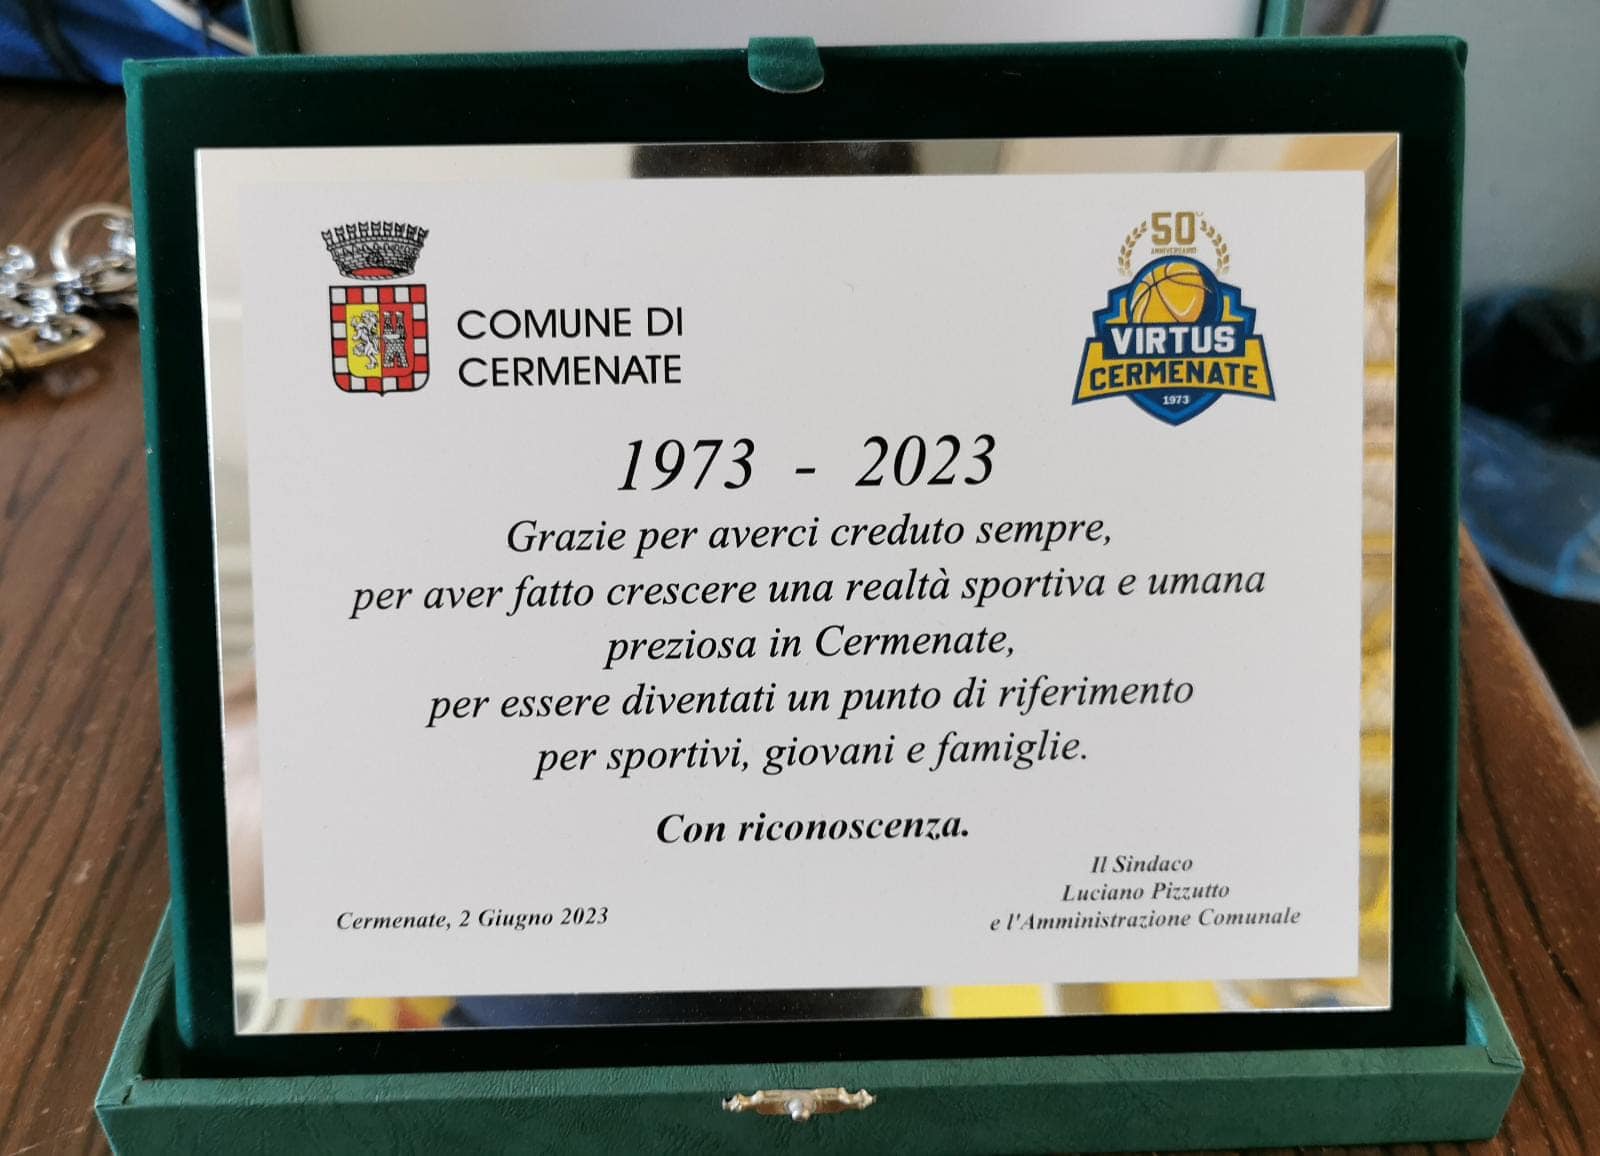 COMUNE DI
CERMENATE
50°
ANNIVERSARIO
VIRTUS
CERMENATE
1973
1973 - 2023
Grazie per averci creduto sempre,
per aver fatto crescere una realtà sportiva e umana
preziosa in Cermenate,
per essere diventati un punto di riferimento
per sportivi, giovani e famiglie.
Con riconoscenza.
Il Sindaco
Luciano Pizzutto
e l'Amministrazione Comunale
Cermenate, 2 Giugno 2023